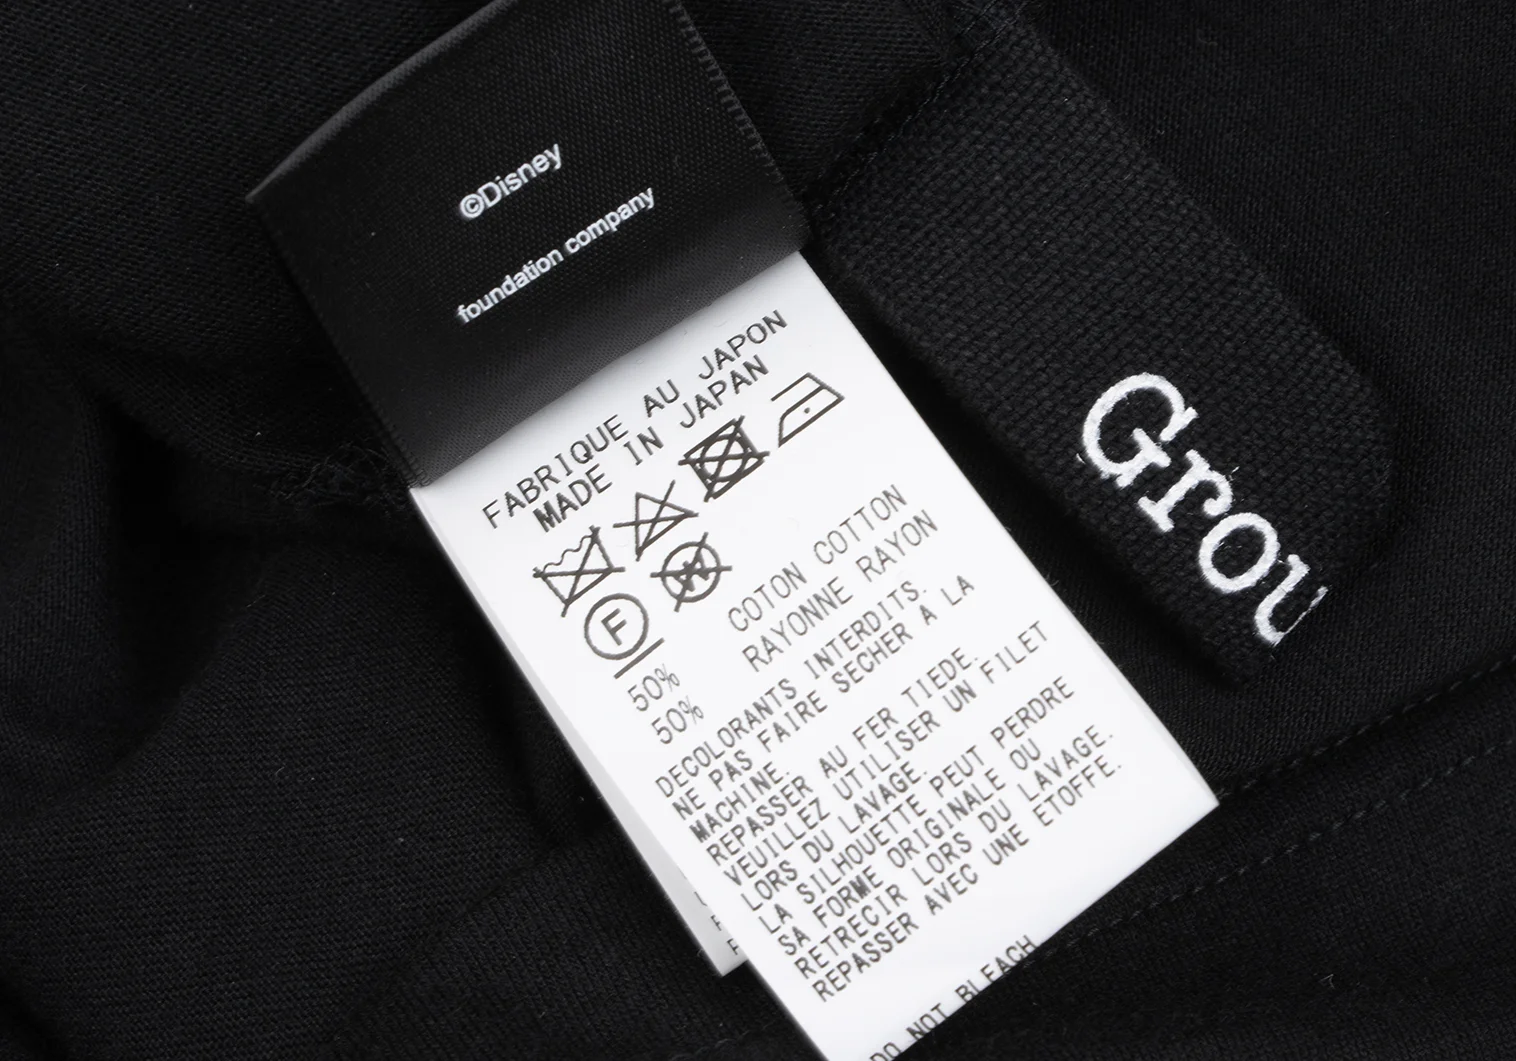 ©Disney
foundation company
FABRIQUE AU JAPON
MADE IN JAPAN
W
F
50% COTON COTTON
50% RAYONNE RAYON
DECOLORANTS INTERDITS.
NE PAS FAIRE SECHER A LA
MACHINE.
REPASSER AU FER TIEDE.
VEUILLEZ UTILISER UN FILET
LORS DU LAVAGE.
LA SILHOUETTE PEUT PERDRE
SA FORME ORIGINALE OU
RETRECIR LORS DU LAVAGE.
REPASSER AVEC UNE ETOFFE.
DO NOT BLEACH
Grou